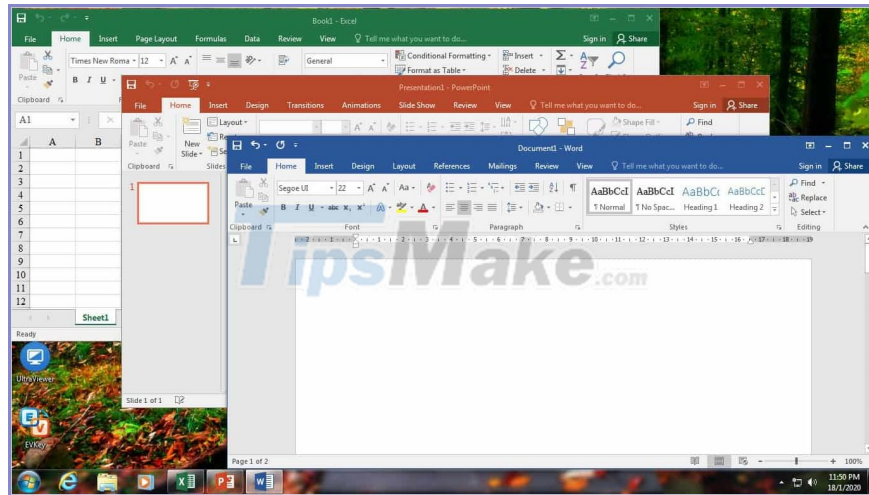 Book1 - Excel
File Home Insert Page Layout Formulas Data Review View Tell me what you want to do... Sign in Share
Paste Times New Roma 12 A A General Conditional Formatting Insert
B I U Format as Table Delete
Clipboard
A1
A B
1
2
3
4
5
6
7
8
9
10
11
12
Sheet1
Ready
Presentation1 - PowerPoint
File Home Insert Design Transitions Animations Slide Show Review View Tell me what you want to do... Sign in Share
Paste New Slide Layout Shape Fill Find
Clipboard Slides
1
Slide 1 of 1
Document1 - Word
File Home Insert Design Layout References Mailings Review View Tell me what you want to do... Sign in Share
Paste Segoe UI 22 A A Aa AaBbCcI AaBbCcI AaBbCc AaBbCcC Find
B I U abc x, x² A ¶ Normal ¶ No Spac... Heading 1 Heading 2 Replace
Select
Clipboard Font Paragraph Styles Editing
TipsMake.com
Page 1 of 2 100%
UltraViewer
EVKey
11:50 PM
18/1/2020